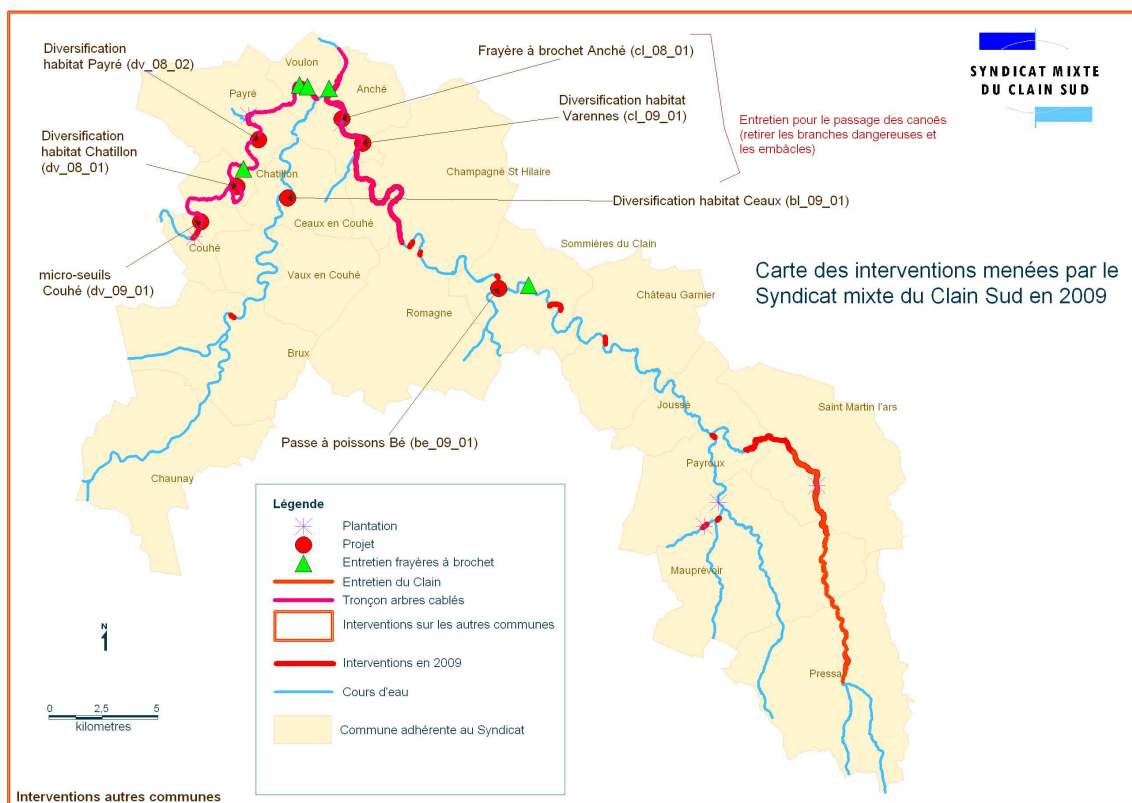 Diversification
habitat Payré (dv_08_02)
Voulon
Frayère à brochet Anché (cl_08_01)
Payré
Anché
Diversification habitat
Varennes (cl_09_01)
Entretien pour le passage des canoés
(retirer les branches dangereuses et
les embâcles)
SYNDICAT MIXTE
DU CLAIN SUD
Diversification
habitat Chatillon
(dv_08_01)
Chatillon
Champagné St Hilaire
Diversification habitat Ceaux (bl_09_01)
Ceaux en Couhé
Couhé
Sommières du Clain
micro-seuils
Couhé (dv_09_01)
Vaux en Couhé
Carte des interventions menées par le
Syndicat mixte du Clain Sud en 2009
Château Garnier
Romagne
Brux
Joussé
Saint Martin l'ars
Passe à poissons Bé (be_09_01)
Payroux
Chaunay
Mauprévoir
Pressa
Légende
Plantation
Projet
Entretien frayères à brochet
Entretien du Clain
Tronçon arbres cablés
Interventions sur les autres communes
Interventions en 2009
Cours d'eau
Commune adhérente au Syndicat
N
0 2,5 5
kilometres
Interventions autres communes